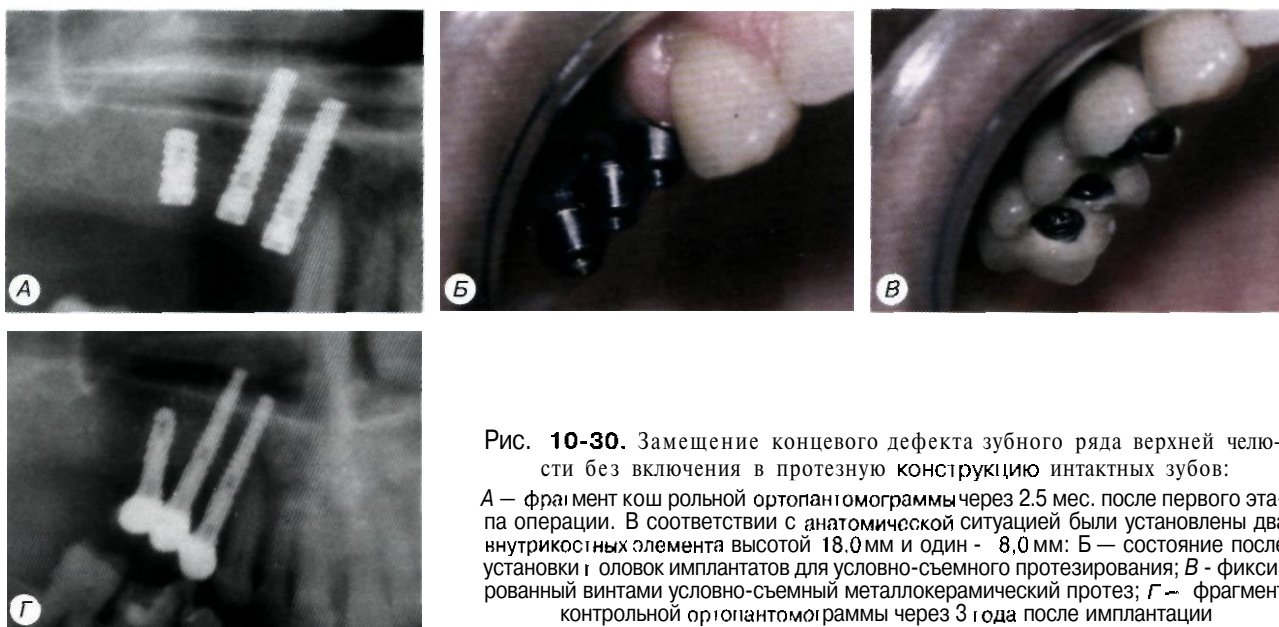 А
Б
В
Г
Рис. 10-30. Замещение концевого дефекта зубного ряда верхней челю-
сти без включения в протезную конструкцию интактных зубов:
А — фрагмент кош рольной ортопантомограммы через 2.5 мес. после первого эта-
па операции. В соответствии с анатомической ситуацией были установлены два
внутрикостных элемента высотой 18.0 мм и один - 8,0 мм: Б — состояние после
установки головок имплантатов для условно-съемного протезирования; В - фикси-
рованный винтами условно-съемный металлокерамический протез; Г — фрагмент
контрольной ортопантомограммы через 3 года после имплантации